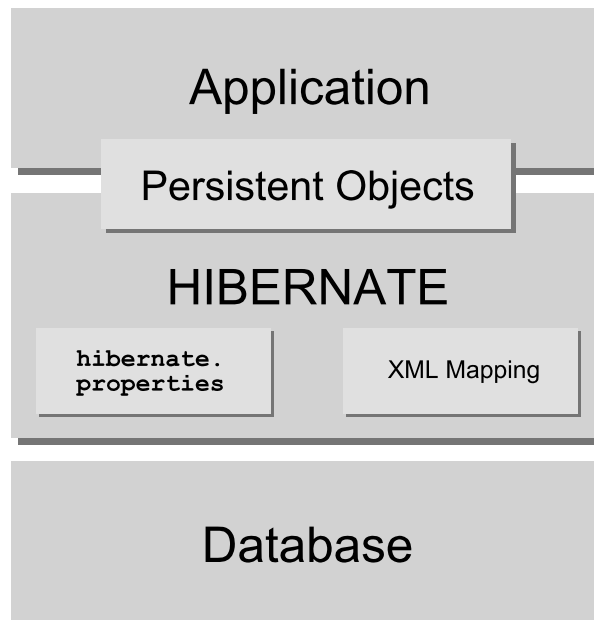 Application
Persistent Objects
HIBERNATE
hibernate.
properties
XML Mapping
Database